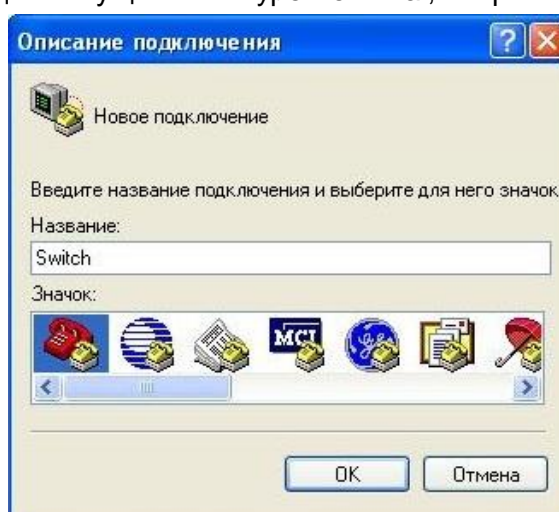 Описание подключения
Новое подключение
Введите название подключения и выберите для него значок
Название:
Switch
Значок:
MCI
OK
Отмена